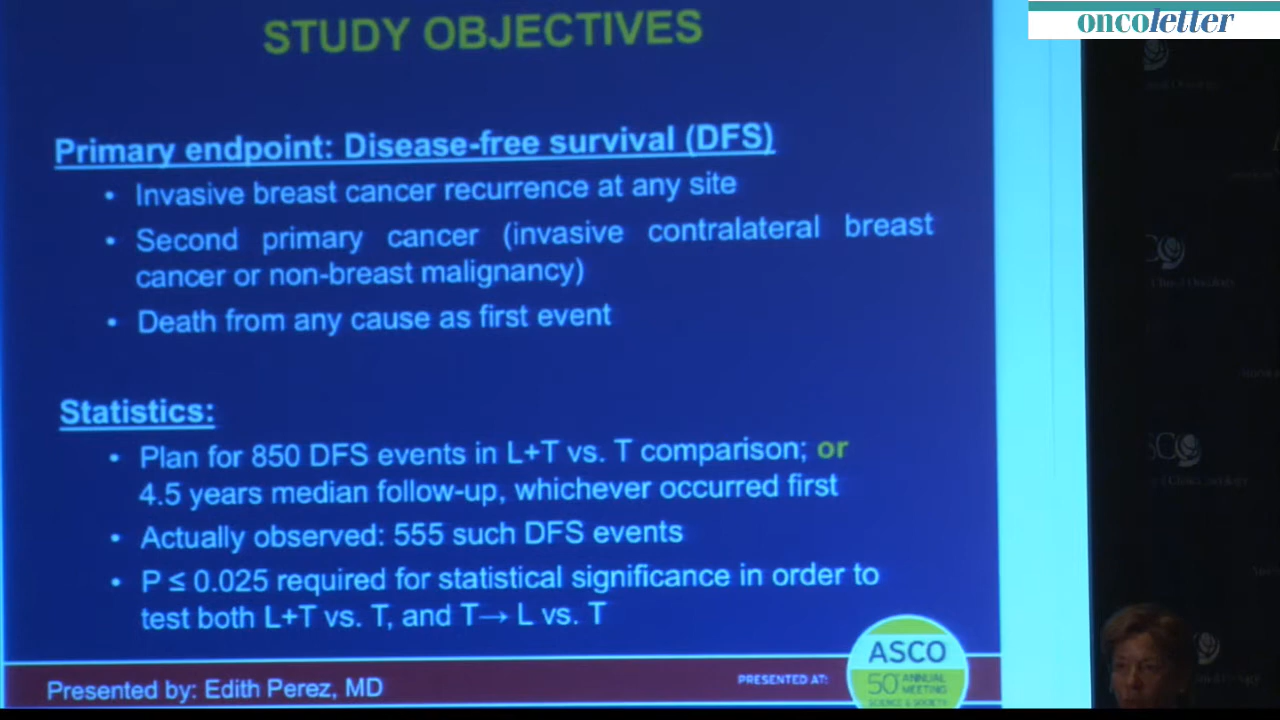 oncoletter
STUDY OBJECTIVES
Primary endpoint: Disease-free survival (DFS)
• Invasive breast cancer recurrence at any site
• Second primary cancer (invasive contralateral breast
cancer or non-breast malignancy)
• Death from any cause as first event
Statistics:
• Plan for 850 DFS events in L+T vs. T comparison; or
4.5 years median follow-up, whichever occurred first
• Actually observed: 555 such DFS events
• P ≤ 0.025 required for statistical significance in order to
test both L+T vs. T, and T→ L vs. T
Presented by: Edith Perez, MD
PRESENTED AT:
ASCO
50 ANNUAL
MEETING
SCIENCE & SOCIETY